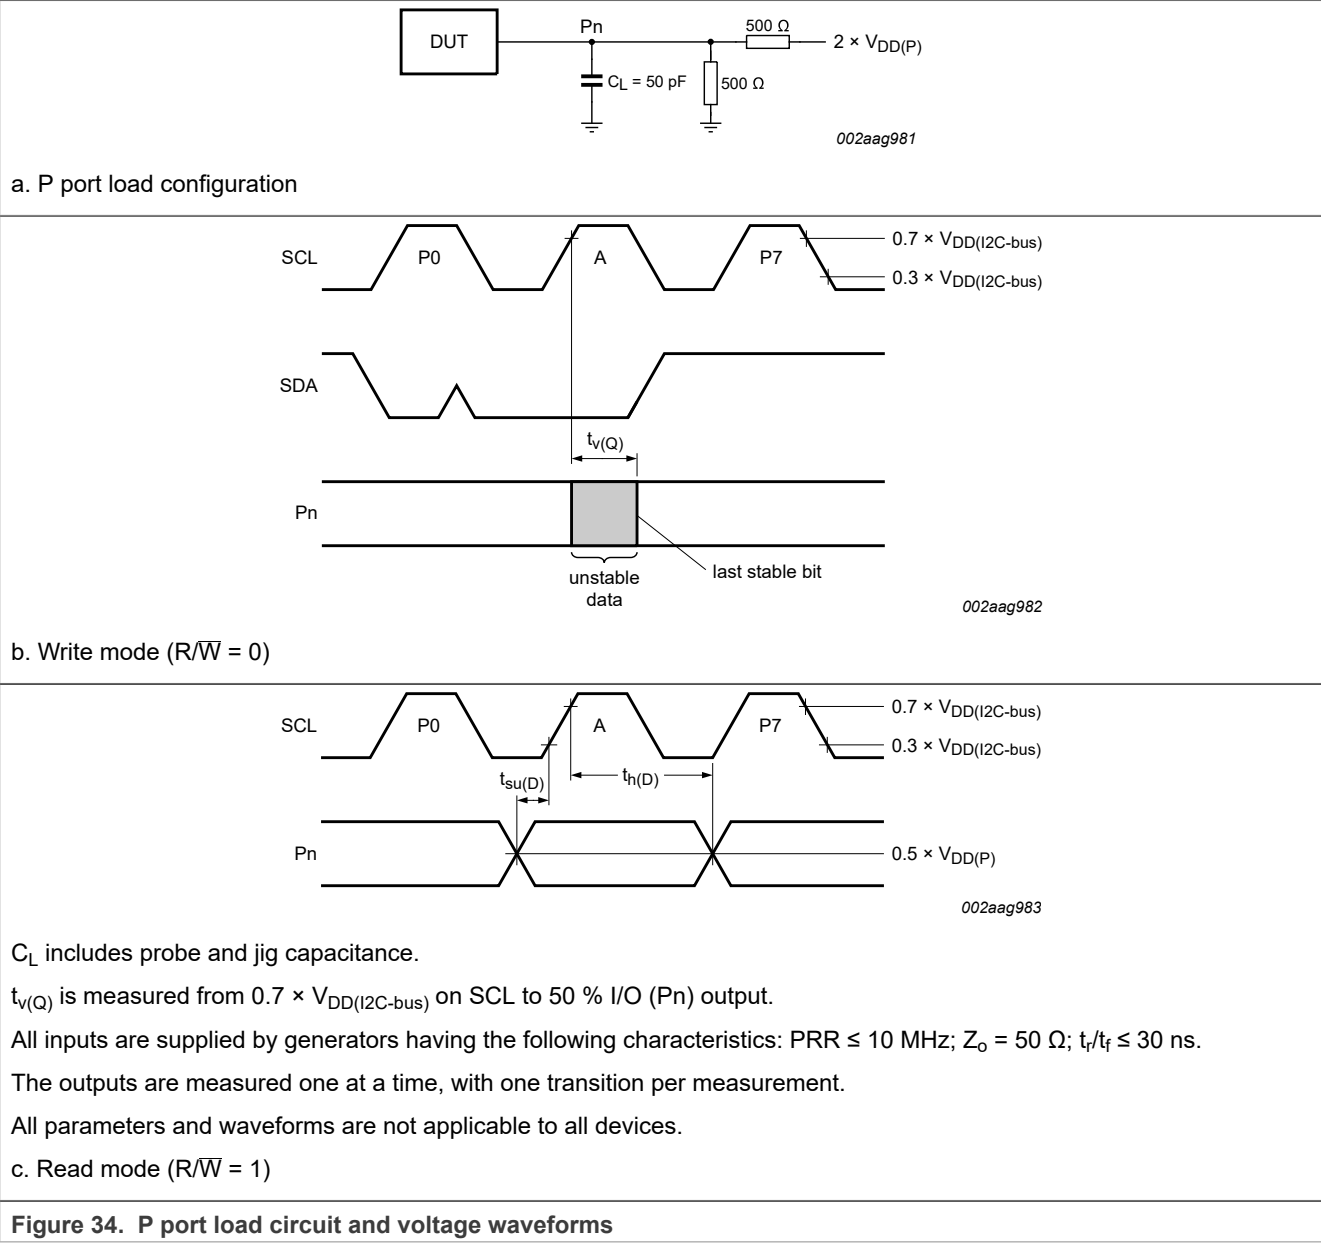 DUT
Pn
500 Ω
2 × VDD(P)
CL = 50 pF
500 Ω
002aag981
a. P port load configuration
SCL
P0
A
P7
0.7 × VDD(I2C-bus)
0.3 × VDD(I2C-bus)
SDA
tv(Q)
Pn
unstable
data
last stable bit
002aag982
b. Write mode (R/W̅ = 0)
SCL
P0
A
P7
0.7 × VDD(I2C-bus)
0.3 × VDD(I2C-bus)
tsu(D)
th(D)
Pn
0.5 × VDD(P)
002aag983
CL includes probe and jig capacitance.
tv(Q) is measured from 0.7 × VDD(I2C-bus) on SCL to 50 % I/O (Pn) output.
All inputs are supplied by generators having the following characteristics: PRR ≤ 10 MHz; Zo = 50 Ω; tr/tf ≤ 30 ns.
The outputs are measured one at a time, with one transition per measurement.
All parameters and waveforms are not applicable to all devices.
c. Read mode (R/W̅ = 1)
Figure 34. P port load circuit and voltage waveforms